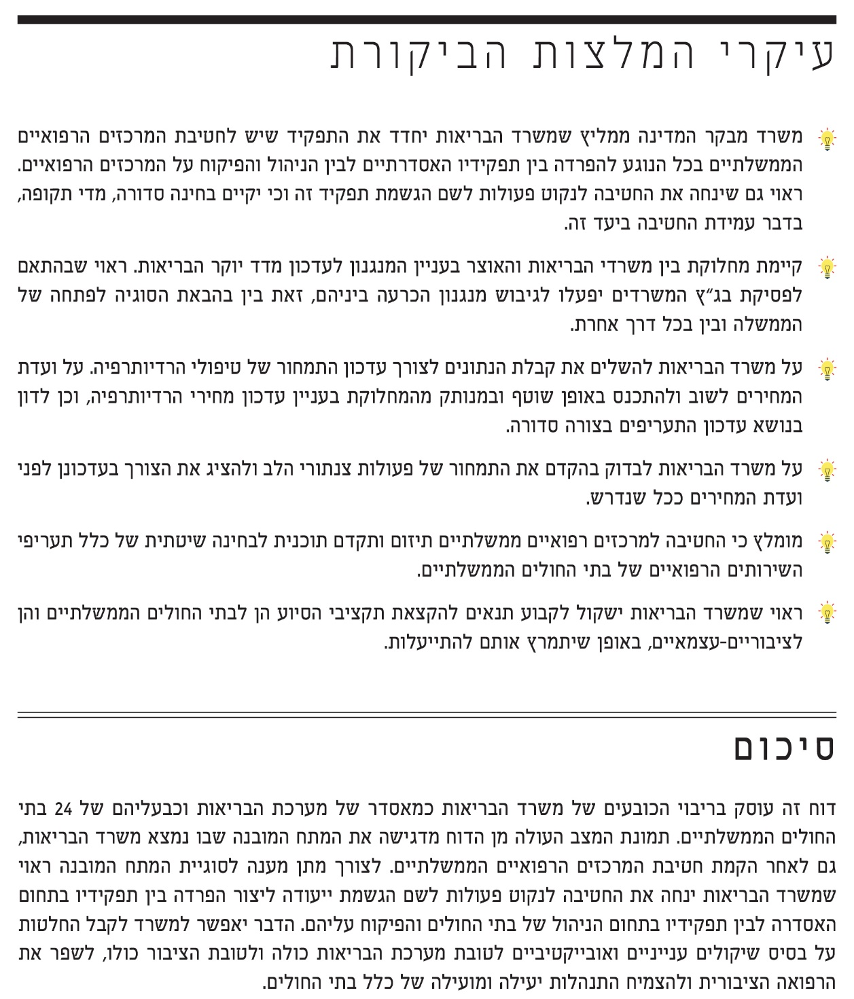 עיקרי המלצות הביקורת
משרד מבקר המדינה ממליץ שמשרד הבריאות יחדד את התפקיד שיש לחטיבת המרכזים הרפואיים
הממשלתיים בכל הנוגע להפרדה בין תפקידיו האסדרתיים לבין הניהול והפיקוח על המרכזים הרפואיים.
ראוי גם שינחה את החטיבה לנקוט פעולות לשם הגשמת תפקיד זה וכי יקיים בחינה סדורה, מדי תקופה,
בדבר עמידת החטיבה ביעד זה.
קיימת מחלוקת בין משרדי הבריאות והאוצר בעניין המנגנון לעדכון מדד יוקר הבריאות. ראוי שבהתאם
לפסיקת בג״ץ המשרדים יפעלו לגיבוש מנגנון הכרעה ביניהם, זאת בין בהבאת הסוגיה לפתחה של
הממשלה ובין בכל דרך אחרת.
על משרד הבריאות להשלים את קבלת הנתונים לצורך עדכון התמחור של טיפולי הרדיותרפיה. על ועדת
המחירים לשוב ולהתכנס באופן שוטף ובמנותק מהמחלוקת בעניין עדכון מחירי הרדיותרפיה, וכן לדון
בנושא עדכון התעריפים בצורה סדורה.
על משרד הבריאות לבדוק בהקדם את התמחור של פעולות צנתורי הלב ולהציג את הצורך בעדכונן לפני
ועדת המחירים ככל שנדרש.
מומלץ כי החטיבה למרכזים רפואיים ממשלתיים תיזום ותקדם תוכנית לבחינה שיטתית של כלל תעריפי
השירותים הרפואיים של בתי החולים הממשלתיים.
ראוי שמשרד הבריאות ישקול לקבוע תנאים להקצאת תקציבי הסיוע הן לבתי החולים הממשלתיים והן
לציבוריים-עצמאיים, באופן שיתמרץ אותם להתייעלות.
סיכום
דוח זה עוסק בריבוי הכובעים של משרד הבריאות כמאסדר של מערכת הבריאות וכבעליהם של 24 בתי
החולים הממשלתיים. תמונת המצב העולה מן הדוח מדגישה את המתח המובנה שבו נמצא משרד הבריאות,
גם לאחר הקמת חטיבת המרכזים הרפואיים הממשלתיים. לצורך מתן מענה לסוגיית המתח המובנה ראוי
שמשרד הבריאות ינחה את החטיבה לנקוט פעולות לשם הגשמת ייעודה ליצור הפרדה בין תפקידיו בתחום
האסדרה לבין תפקידיו בתחום הניהול של בתי החולים והפיקוח עליהם. הדבר יאפשר למשרד לקבל החלטות
על בסיס שיקולים ענייניים ואובייקטיביים לטובת מערכת הבריאות כולה ולטובת הציבור כולו, לשפר את
הרפואה הציבורית ולהצמיח התנהלות יעילה ומועילה של כלל בתי החולים.